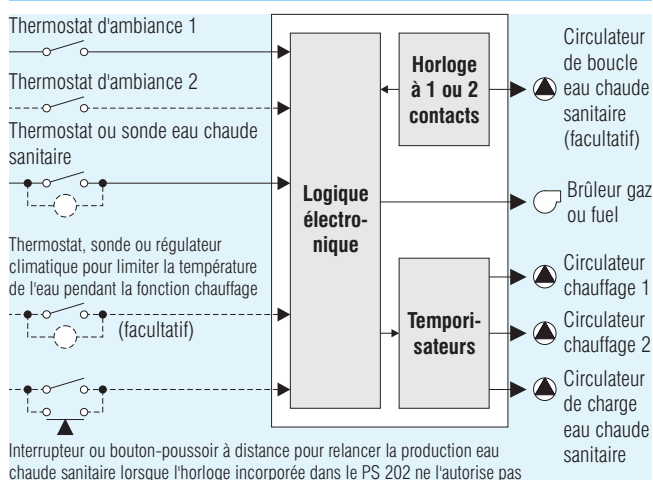 Thermostat d'ambiance 1
Thermostat d'ambiance 2
Thermostat ou sonde eau chaude
sanitaire
Thermostat, sonde ou régulateur
climatique pour limiter la température
de l'eau pendant la fonction chauffage
(facultatif)
Interrupteur ou bouton-poussoir à distance pour relancer la production eau
chaude sanitaire lorsque l'horloge incorporée dans le PS 202 ne l'autorise pas
Logique
électro-
nique
Horloge
à 1 ou 2
contacts
Tempori-
sateurs
Circulateur
de boucle
eau chaude
sanitaire
(facultatif)
Brûleur gaz
ou fuel
Circulateur
chauffage 1
Circulateur
chauffage 2
Circulateur
de charge
eau chaude
sanitaire